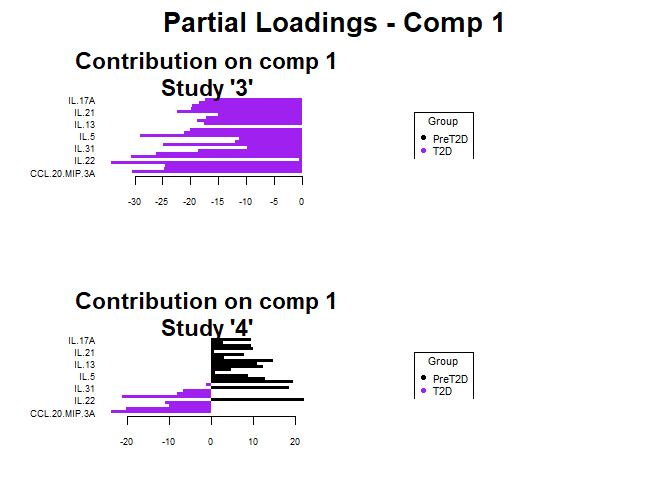 Partial Loadings - Comp 1
Contribution on comp 1
Study '3'
IL.17A
IL.21
IL.13
IL.5
IL.31
IL.22
CCL.20.MIP.3A
-30 -25 -20 -15 -10 -5 0
Group
PreT2D
T2D
Contribution on comp 1
Study '4'
IL.17A
IL.21
IL.13
IL.5
IL.31
IL.22
CCL.20.MIP.3A
-20 -10 0 10 20
Group
PreT2D
T2D